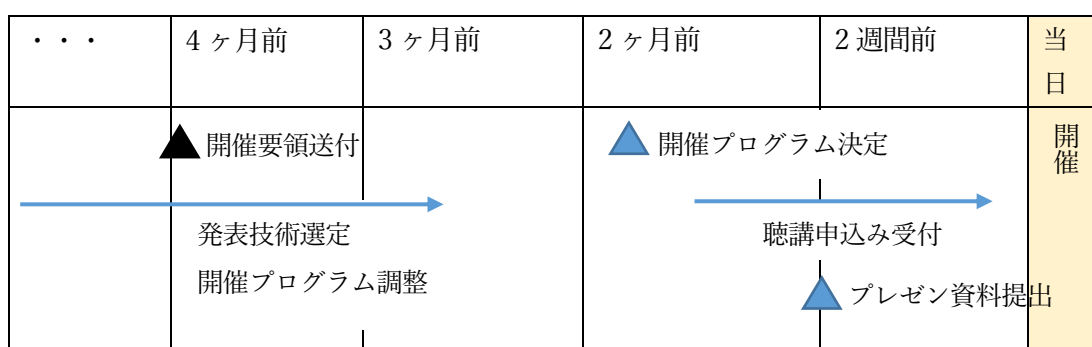 ・・・
4ヶ月前
3ヶ月前
2ヶ月前
2週間前
当
日
開催要領送付
開催プログラム決定
開催
発表技術選定
聴講申込み受付
開催プログラム調整
プレゼン資料提出